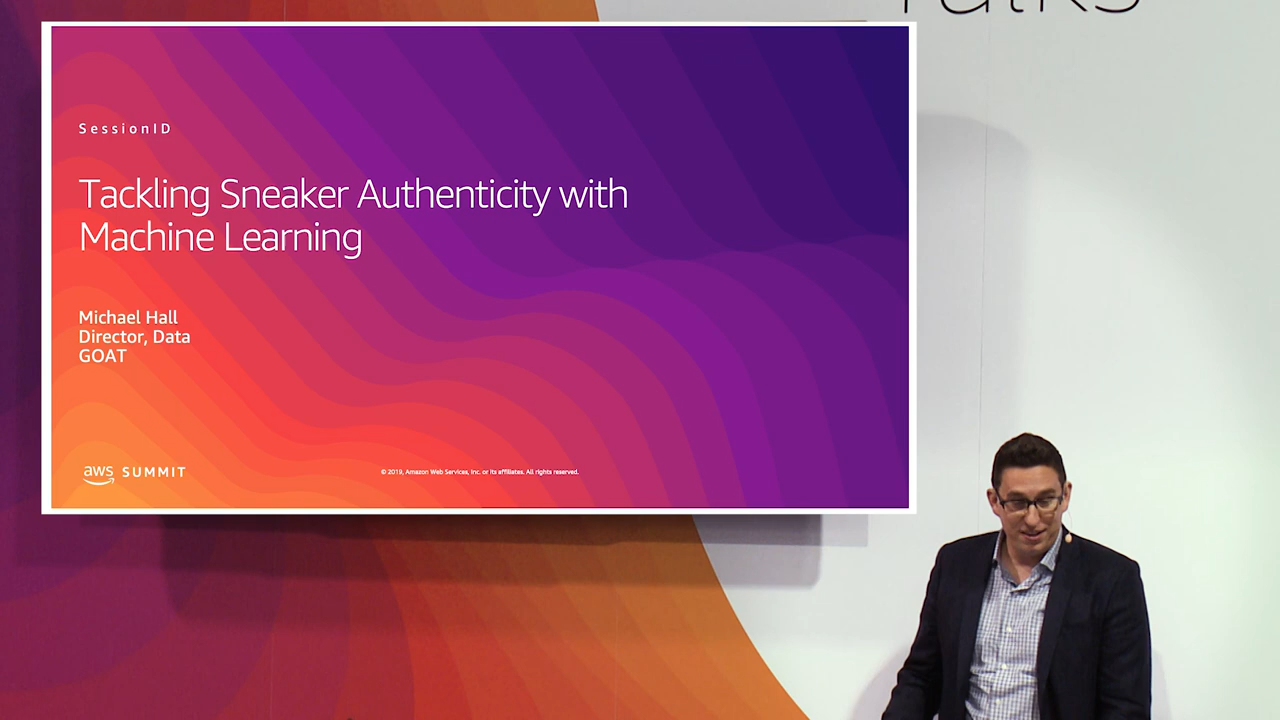 Talks
SessionID
Tackling Sneaker Authenticity with
Machine Learning
Michael Hall
Director, Data
GOAT
aws SUMMIT
© 2019, Amazon Web Services, Inc. or its affiliates. All rights reserved.